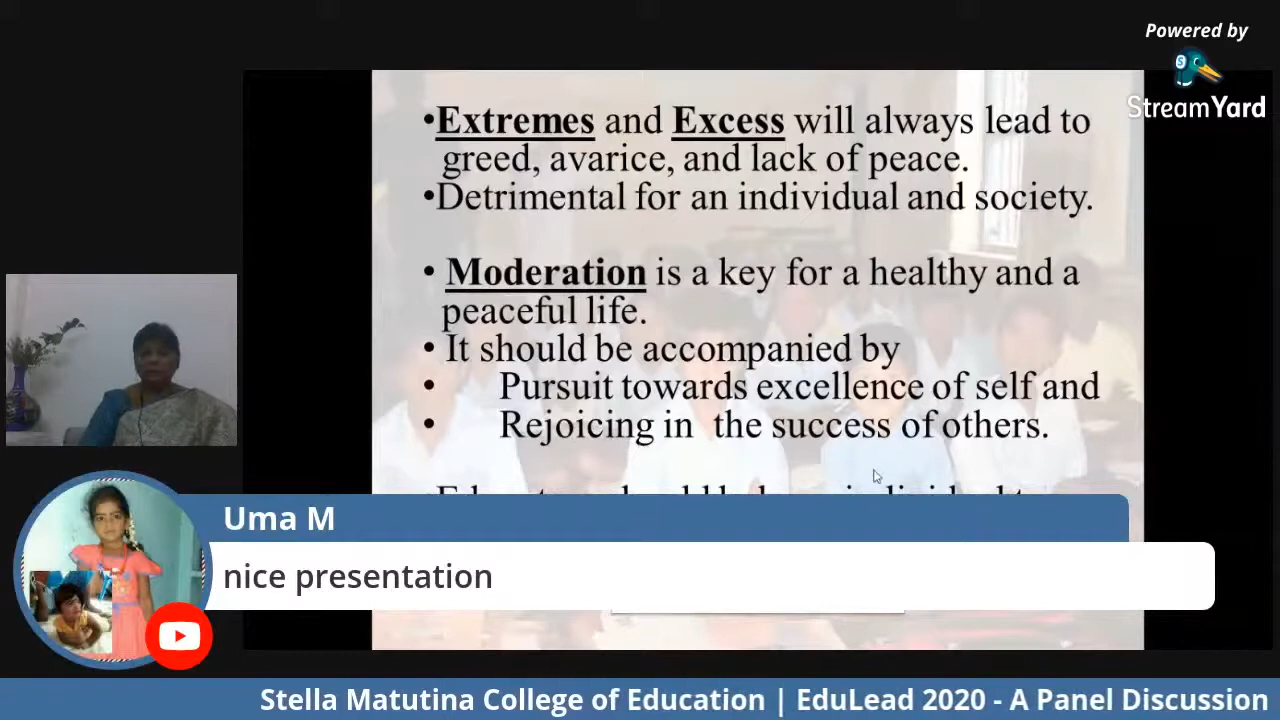 Powered by
StreamYard
•Extremes and Excess will always lead to
greed, avarice, and lack of peace.
•Detrimental for an individual and society.
• Moderation is a key for a healthy and a
peaceful life.
• It should be accompanied by
• Pursuit towards excellence of self and
• Rejoicing in the success of others.
Uma M
nice presentation
Stella Matutina College of Education | EduLead 2020 - A Panel Discussion